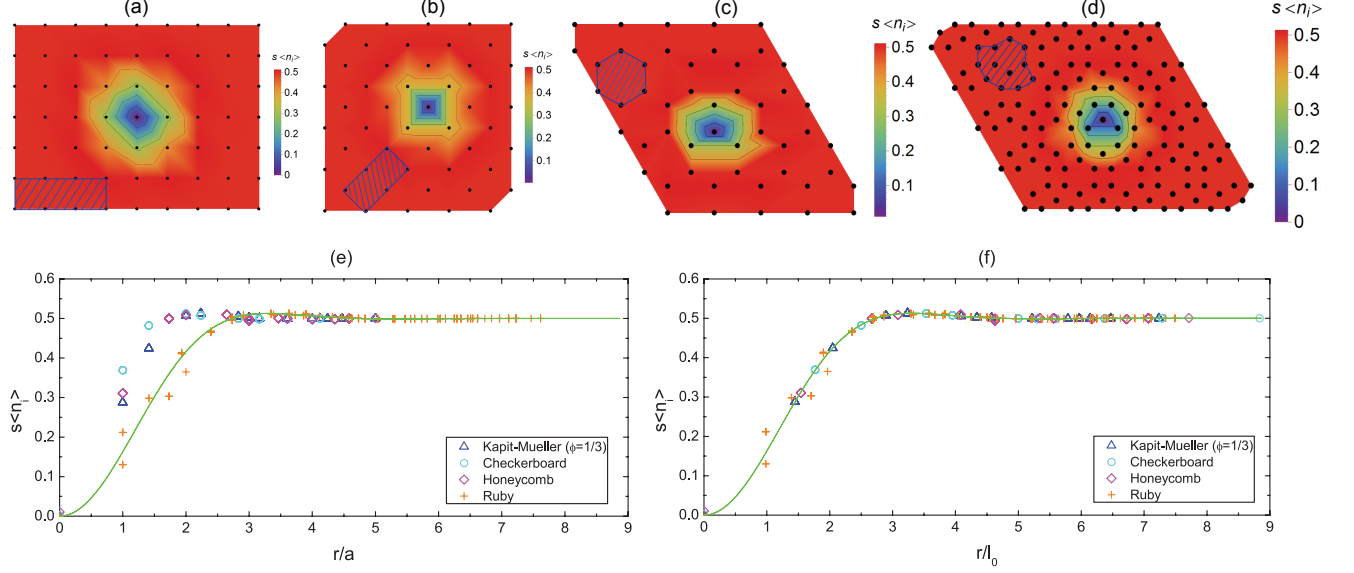 (a)
s<n_i>
0.5
0.4
0.3
0.2
0.1
0
(b)
s<n_i>
0.5
0.4
0.3
0.2
0.1
(c)
s<n_i>
0.5
0.4
0.3
0.2
0.1
(d)
s<n_i>
0.5
0.4
0.3
0.2
0.1
0
(e)
s<n_i>
0.6
0.5
0.4
0.3
0.2
0.1
0.0
0 1 2 3 4 5 6 7 8 9
r/a
Kapit-Mueller (ϕ=1/3)
Checkerboard
Honeycomb
Ruby
(f)
s<n_i>
0.6
0.5
0.4
0.3
0.2
0.1
0.0
0 1 2 3 4 5 6 7 8 9
r/l_0
Kapit-Mueller (ϕ=1/3)
Checkerboard
Honeycomb
Ruby